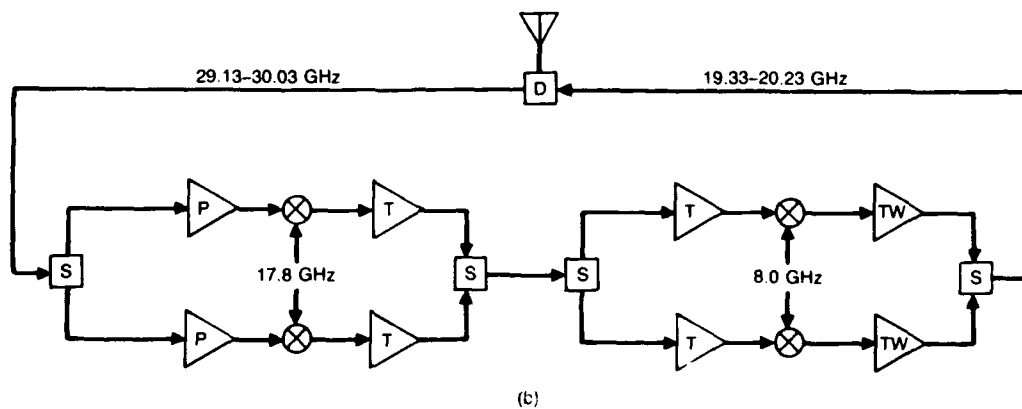 29.13–30.03 GHz
D
19.33–20.23 GHz
P
T
T
TW
S
17.8 GHz
S
S
8.0 GHz
S
P
T
T
TW
(b)